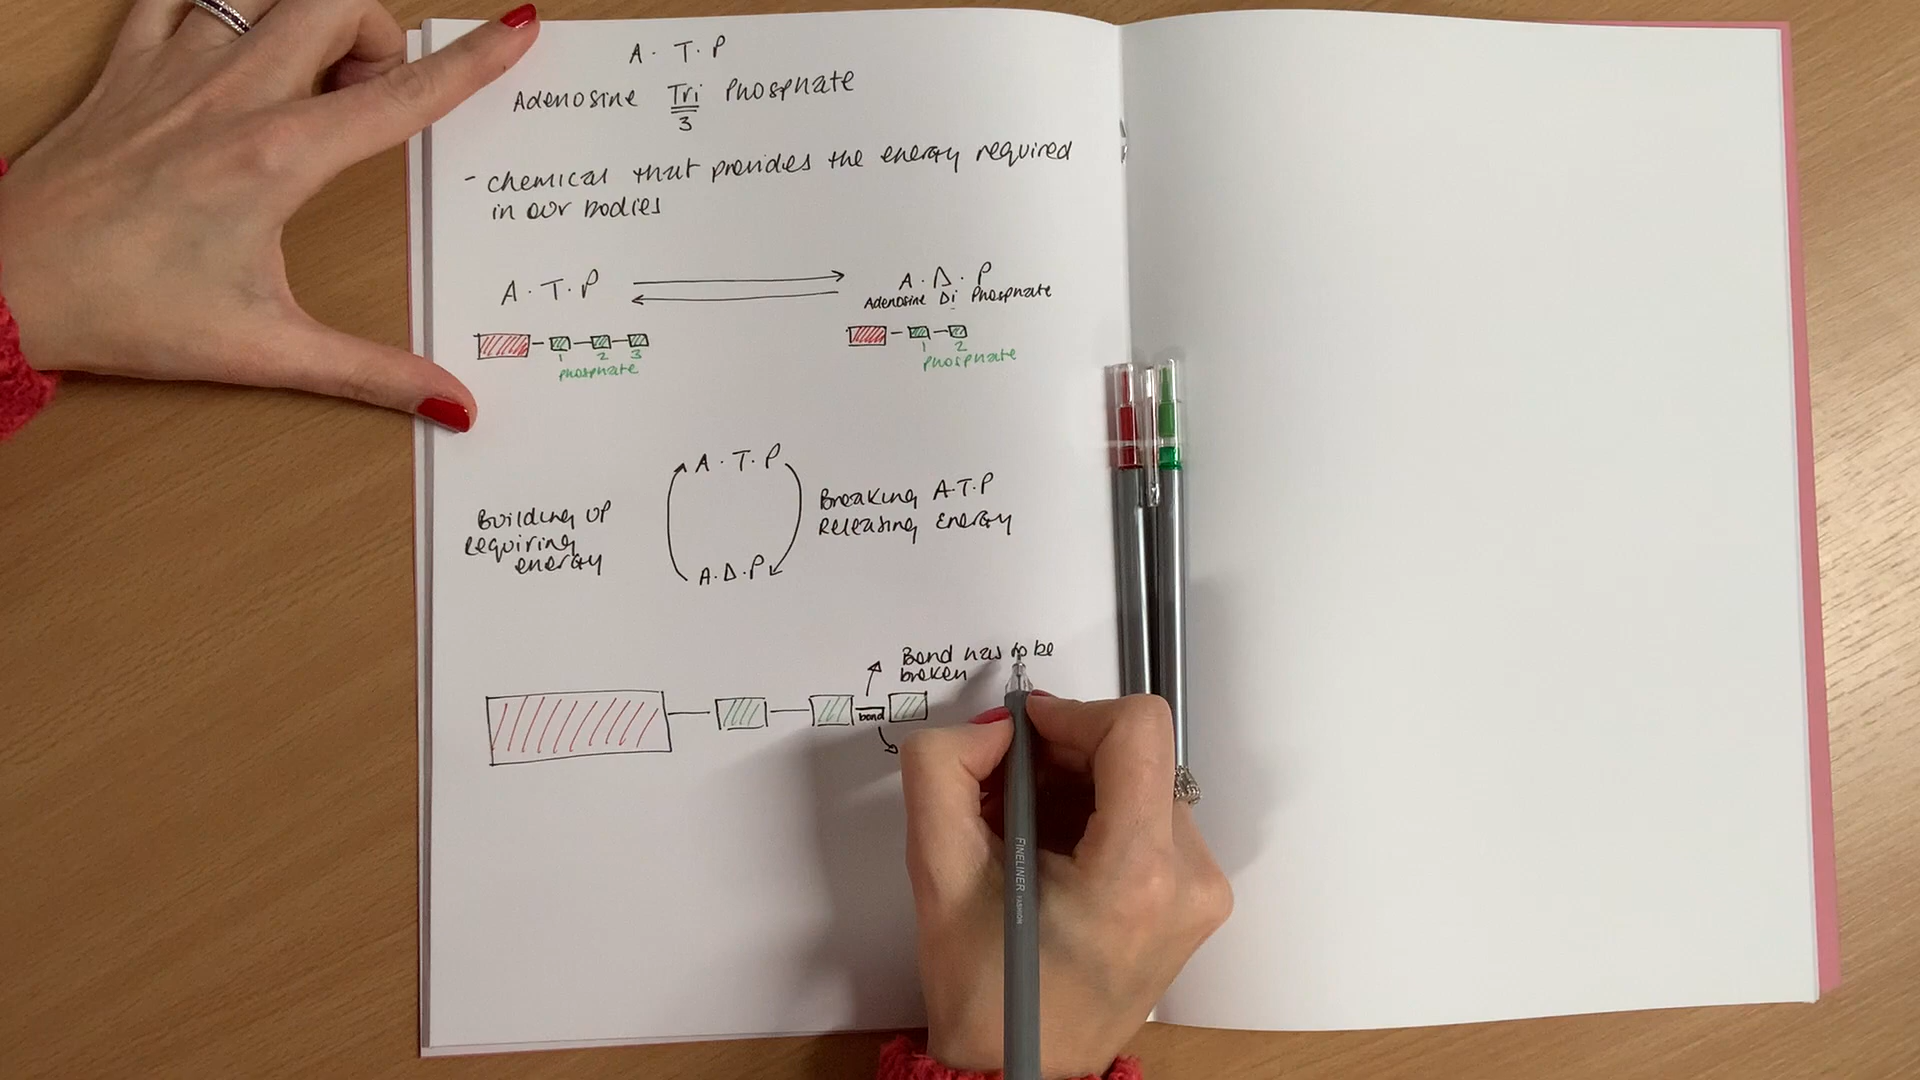 A. T. P
Adenosine Tri Phosphate
3
- chemical that provides the energy required
in our bodies
A.T.P
A.D.P
Adenosine Di Phosphate
1 2 3
phosphate
1 2
phosphate
A.T.P
Building up
requiring
energy
Breaking A.T.P
Releasing Energy
A.D.P
Bond has to be
broken
bond
FINELINER FASHION